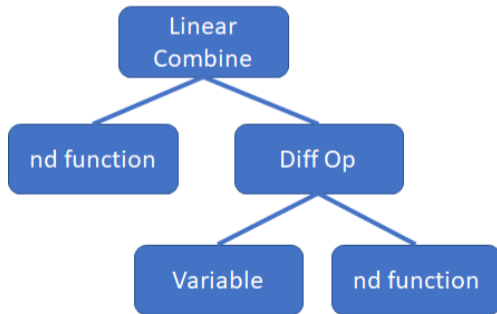 Linear
Combine
nd function
Diff Op
Variable
nd function